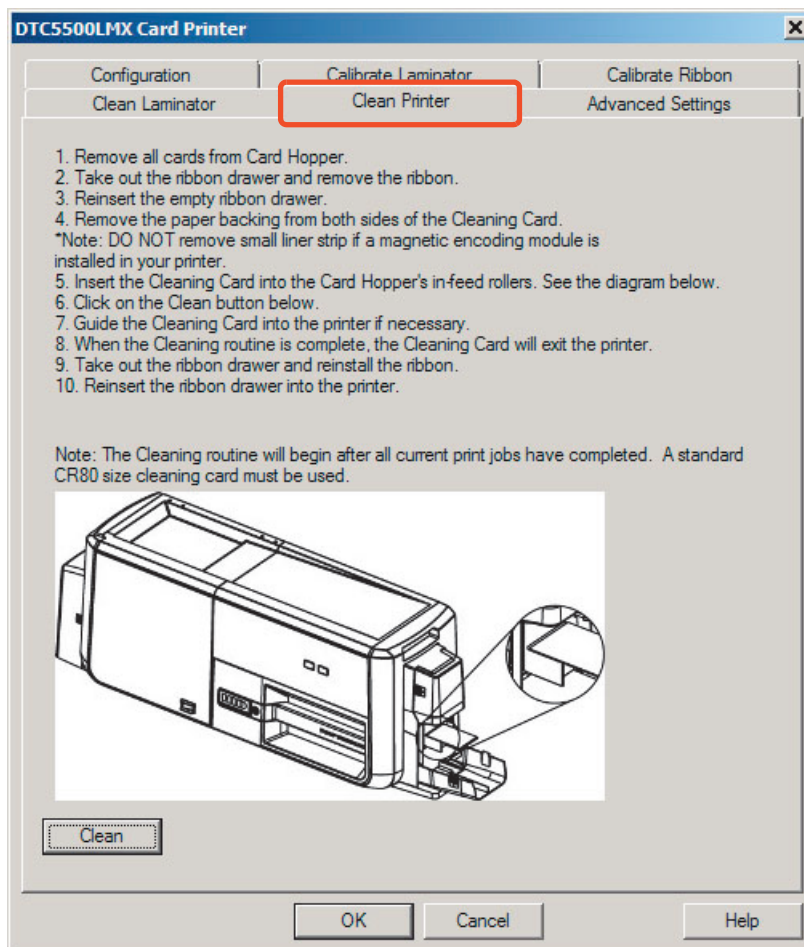 DTC5500LMX Card Printer
Configuration
Calibrate Laminator
Calibrate Ribbon
Clean Laminator
Clean Printer
Advanced Settings
1. Remove all cards from Card Hopper.
2. Take out the ribbon drawer and remove the ribbon.
3. Reinsert the empty ribbon drawer.
4. Remove the paper backing from both sides of the Cleaning Card.
*Note: DO NOT remove small liner strip if a magnetic encoding module is
installed in your printer.
5. Insert the Cleaning Card into the Card Hopper's in-feed rollers. See the diagram below.
6. Click on the Clean button below.
7. Guide the Cleaning Card into the printer if necessary.
8. When the Cleaning routine is complete, the Cleaning Card will exit the printer.
9. Take out the ribbon drawer and reinstall the ribbon.
10. Reinsert the ribbon drawer into the printer.
Note: The Cleaning routine will begin after all current print jobs have completed.  A standard
CR80 size cleaning card must be used.
Clean
OK
Cancel
Help